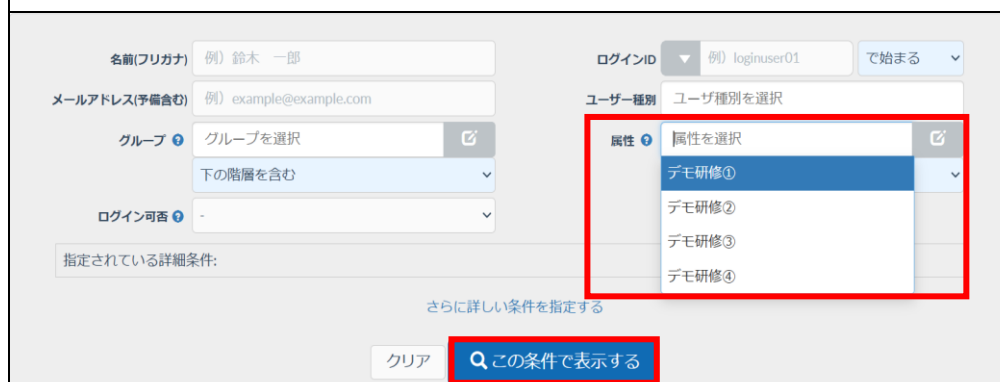 名前(フリガナ) 例）鈴木　一郎 ログインID 例）loginuser01 で始まる
メールアドレス(予備含む) 例）example@example.com ユーザー種別 ユーザ種別を選択
グループ グループを選択 属性 属性を選択
下の階層を含む デモ研修①
デモ研修②
ログイン可否 -
デモ研修③
指定されている詳細条件:
デモ研修④
さらに詳しい条件を指定する
クリア この条件で表示する